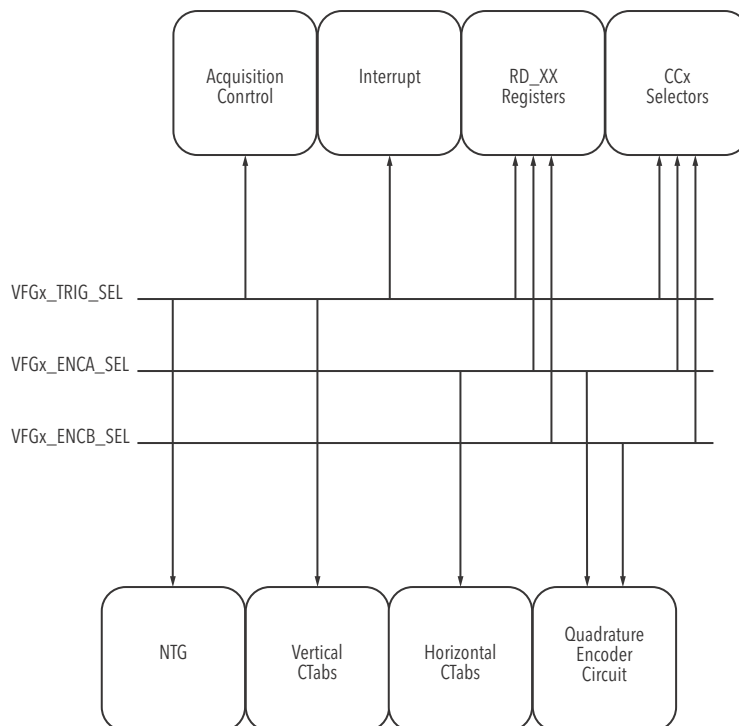 Acquisition
Conrtrol
Interrupt
RD_XX
Registers
CCx
Selectors
VFGx_TRIG_SEL
VFGx_ENCA_SEL
VFGx_ENCB_SEL
NTG
Vertical
CTabs
Horizontal
CTabs
Quadrature
Encoder
Circuit